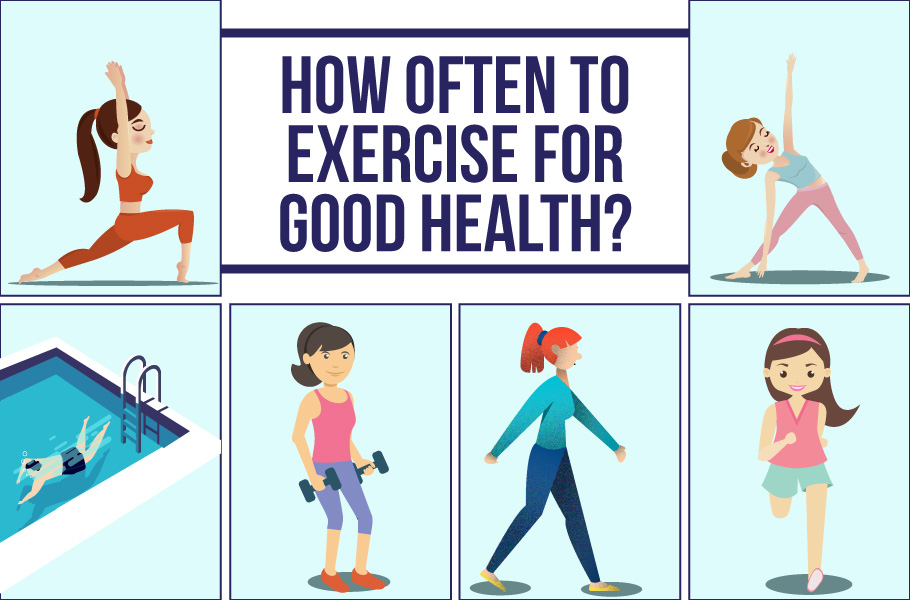 HOW OFTEN TO
EXERCISE FOR
GOOD HEALTH?